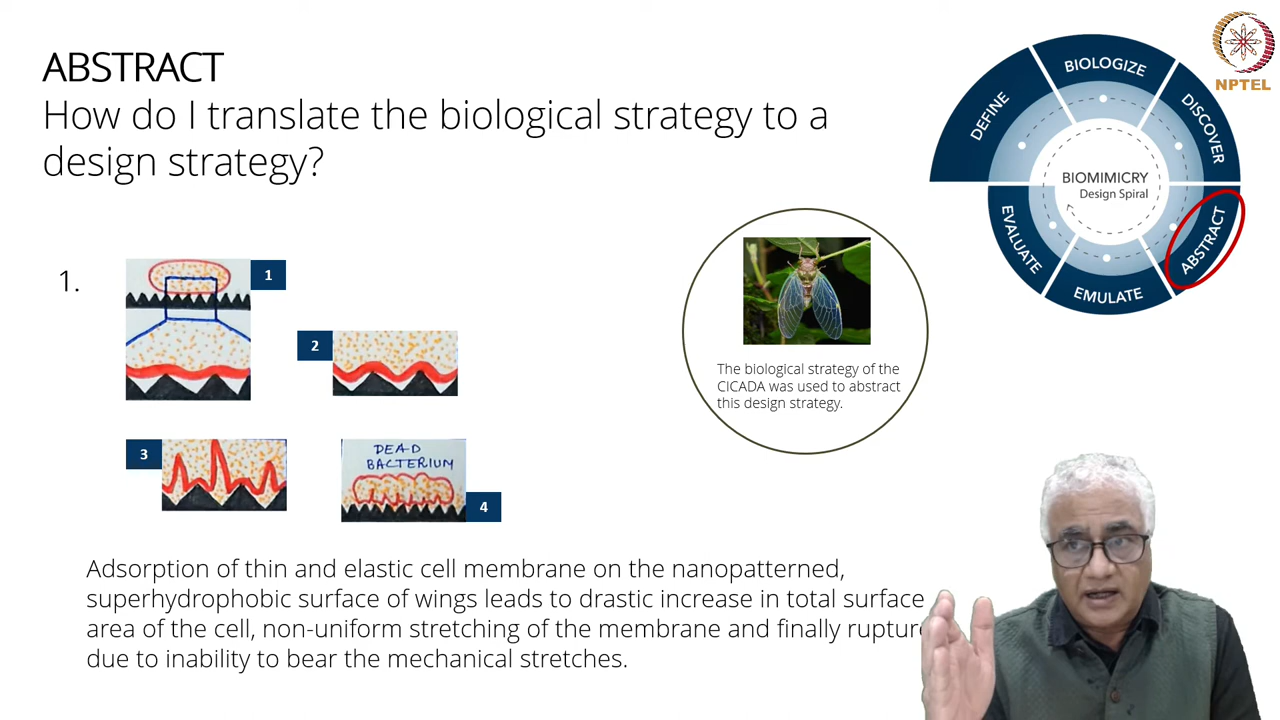 ABSTRACT
How do I translate the biological strategy to a
design strategy?
NPTEL
DEFINE
BIOLOGIZE
DISCOVER
ABSTRACT
EMULATE
EVALUATE
BIOMIMICRY
Design Spiral
1.
1
2
3
DEAD
BACTERIUM
4
The biological strategy of the
CICADA was used to abstract
this design strategy.
Adsorption of thin and elastic cell membrane on the nanopatterned,
superhydrophobic surface of wings leads to drastic increase in total surface
area of the cell, non-uniform stretching of the membrane and finally rupture
due to inability to bear the mechanical stretches.